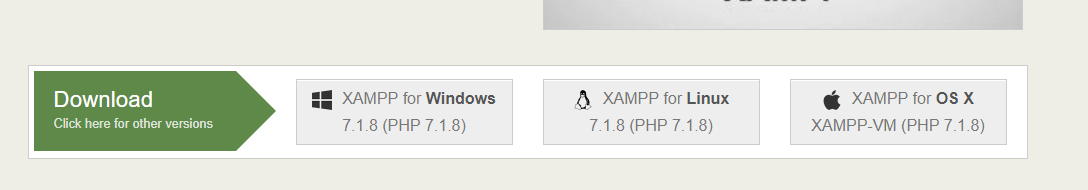 Download
Click here for other versions
XAMPP for Windows
7.1.8 (PHP 7.1.8)
XAMPP for Linux
7.1.8 (PHP 7.1.8)
XAMPP for OS X
XAMPP-VM (PHP 7.1.8)